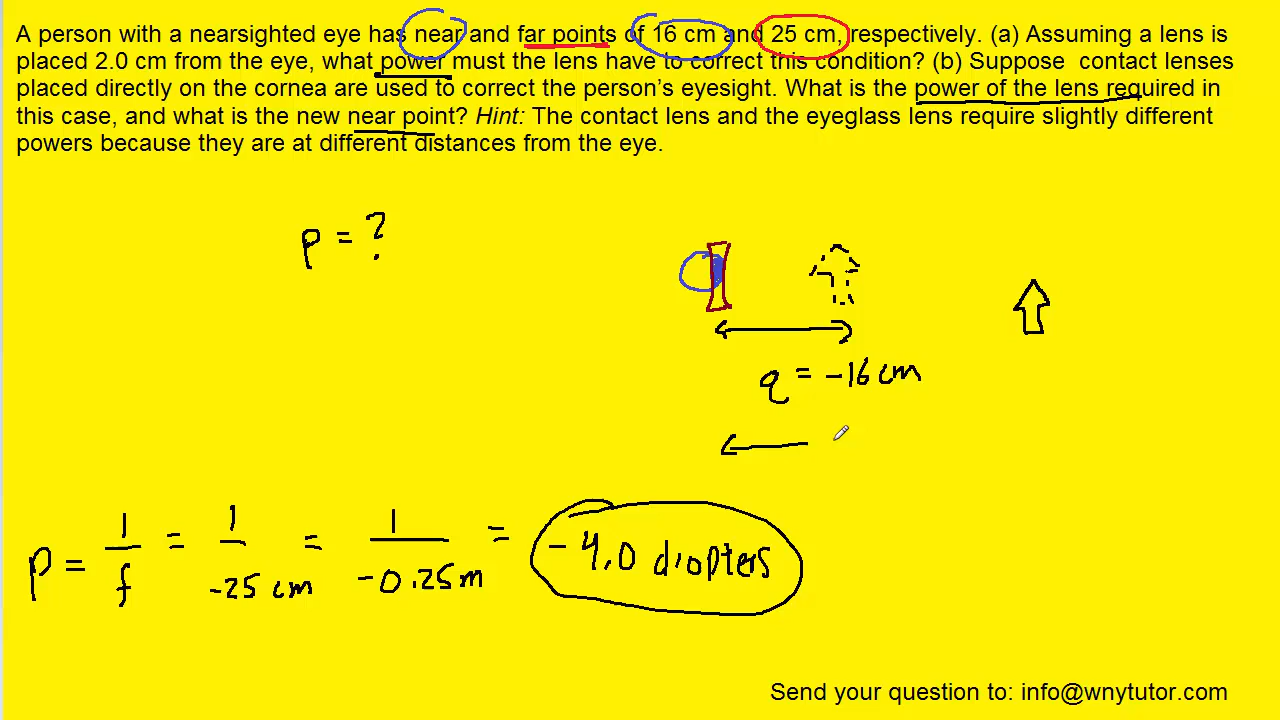 A person with a nearsighted eye has near and far points of 16 cm and 25 cm, respectively. (a) Assuming a lens is
placed 2.0 cm from the eye, what power must the lens have to correct this condition? (b) Suppose contact lenses
placed directly on the cornea are used to correct the person's eyesight. What is the power of the lens required in
this case, and what is the new near point? Hint: The contact lens and the eyeglass lens require slightly different
powers because they are at different distances from the eye.
p = ?
q = -16 cm
P = 1/f = 1/-25 cm = 1/-0.25m = -4.0 diopters
Send your question to: info@wnytutor.com